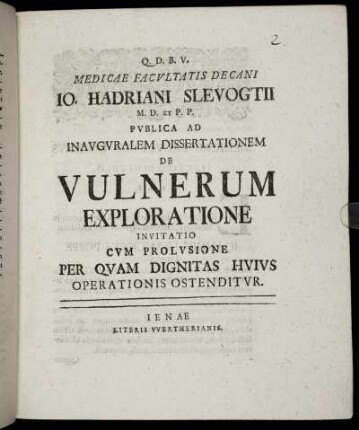 2
Q. D. B. V.
MEDICAE FACVLTATIS DECANI
IO. HADRIANI SLEVOGTII
M. D. ET P. P.
PVBLICA AD
INAVGVRALEM DISSERTATIONEM
DE
VULNERUM
EXPLORATIONE
INVITATIO
CVM PROLVSIONE
PER QVAM DIGNITAS HVIVS
OPERATIONIS OSTENDITVR.
IENAE
LITERIS VVERTHERIANIS.